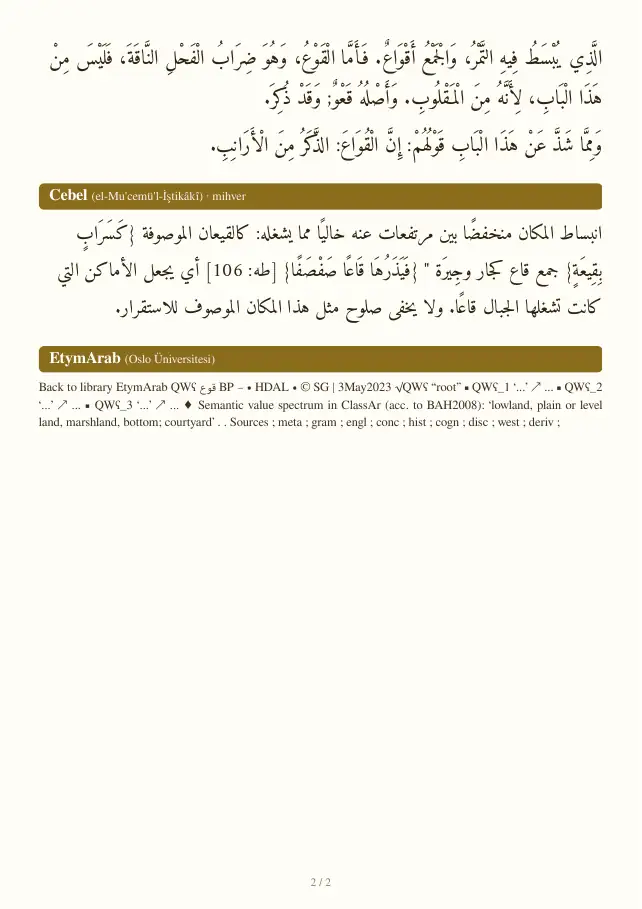 الَّذِي يُبْسَطُ فِيهِ التَّمْرُ، وَالْجَمْعُ أَقْوَاعٌ. فَأَمَّا الْقَوْعُ، وَهُوَ ضِرَابُ الْفَحْلِ النَّاقَةَ، فَلَيْسَ مِنْ
هَذَا الْبَابِ، لِأَنَّهُ مِنَ الْمَقْلُوبِ. وَأَصْلُهُ قَعْوٌ; وَقَدْ ذُكِرَ.
وَمِمَّا شَذَّ عَنْ هَذَا الْبَابِ قَوْلُهُمْ: إِنَّ الْقُوَاعَ: الذَّكَرُ مِنَ الْأَرَانِبِ.
Cebel (el-Mu'cemü'l-İştikākī) · mihver
انبساط المكان منخفضًا بين مرتفعات عنه خاليًا مما يشغله: كالقيعان الموصوفة {كَسَرَابٍ
بِقِيعَةٍ} جمع قاع كجار وجِيرَة " {فَيَذَرُهَا قَاعًا صَفْصَفًا} [طه: 106] أي يجعل الأماكن التي
كانت تشغلها الجبال قاعًا. ولا يخفى صلوح مثل هذا المكان الموصوف للاستقرار.
EtymArab (Oslo Üniversitesi)
Back to library EtymArab QWʕ قوع BP – • HDAL • © SG | 3May2023 √QWʕ “root” ▪ QWʕ_1 ‘...’ ↗ ... ▪ QWʕ_2
‘...’ ↗ ... ▪ QWʕ_3 ‘...’ ↗ ... ♦ Semantic value spectrum in ClassAr (acc. to BAH2008): ‘lowland, plain or level
land, marshland, bottom; courtyard’ . . Sources ; meta ; gram ; engl ; conc ; hist ; cogn ; disc ; west ; deriv ;
2 / 2